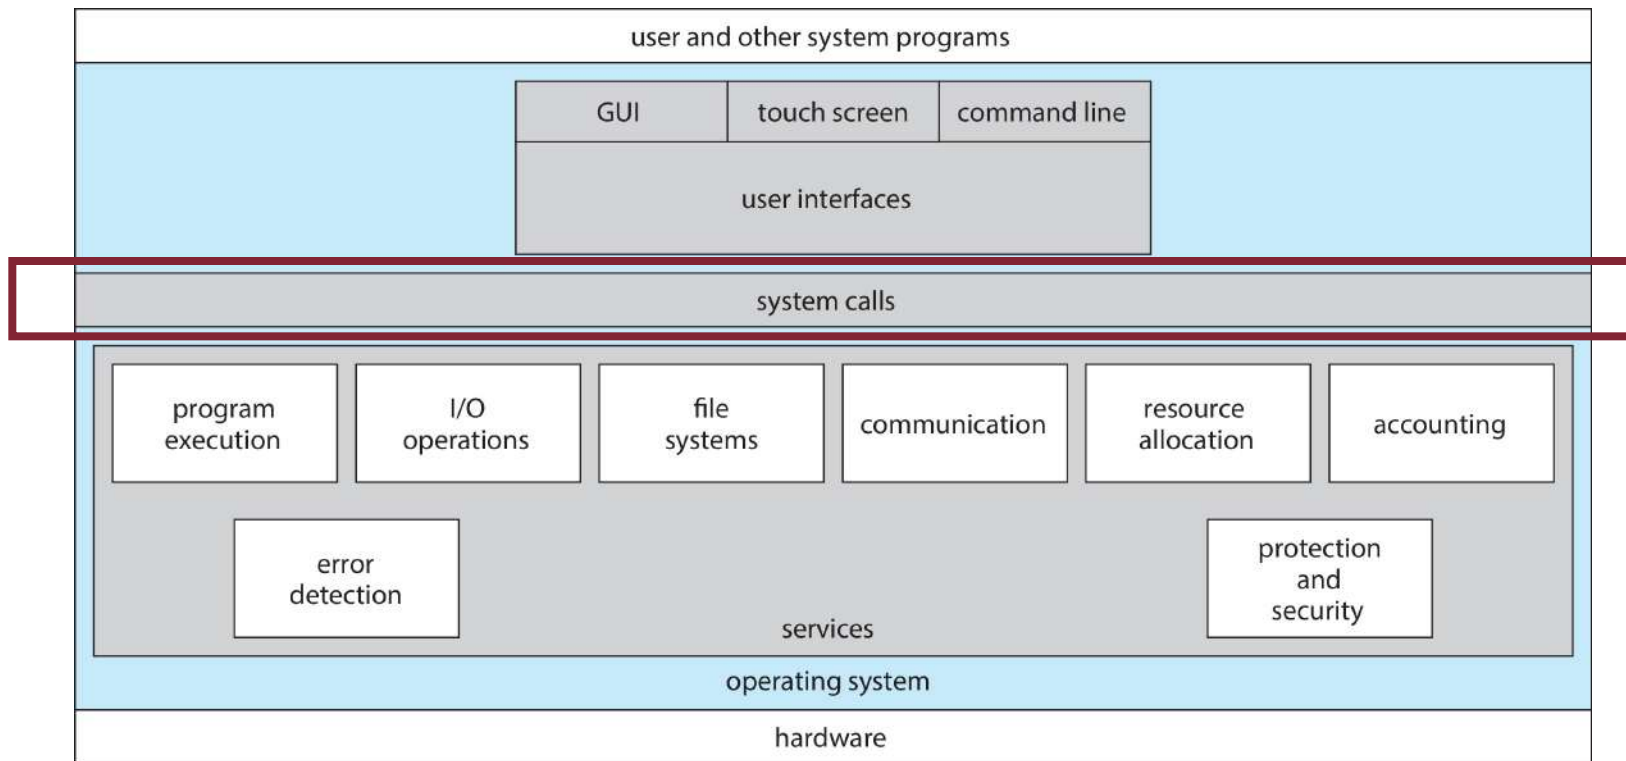 user and other system programs
GUI
touch screen
command line
user interfaces
system calls
program
execution
I/O
operations
file
systems
communication
resource
allocation
accounting
error
detection
protection
and
security
services
operating system
hardware